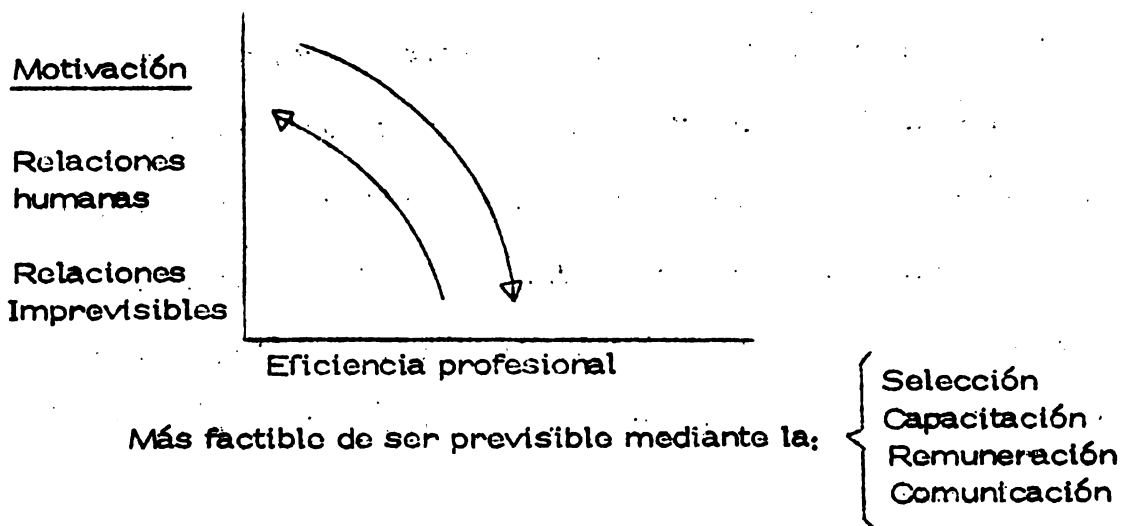 Motivación
Relaciones
humanas
Relaciones
Imprevisibles
Eficiencia profesional
Más factible de ser previsible mediante la:
Selección
Capacitación
Remuneración
Comunicación